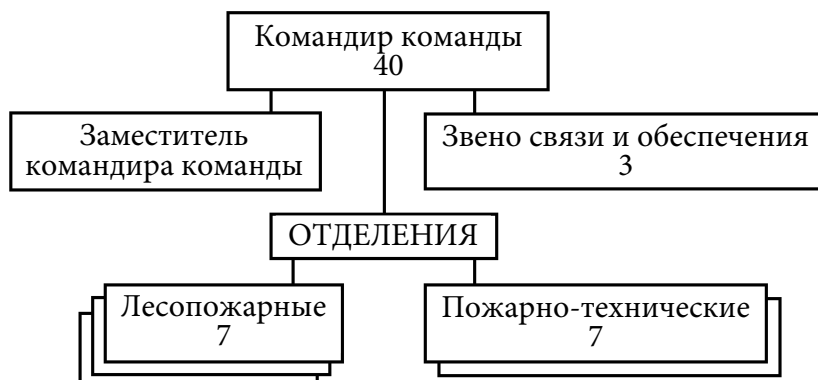 Командир команды
40
Заместитель
командира команды
Звено связи и обеспечения
3
ОТДЕЛЕНИЯ
Лесопожарные
7
Пожарно-технические
7